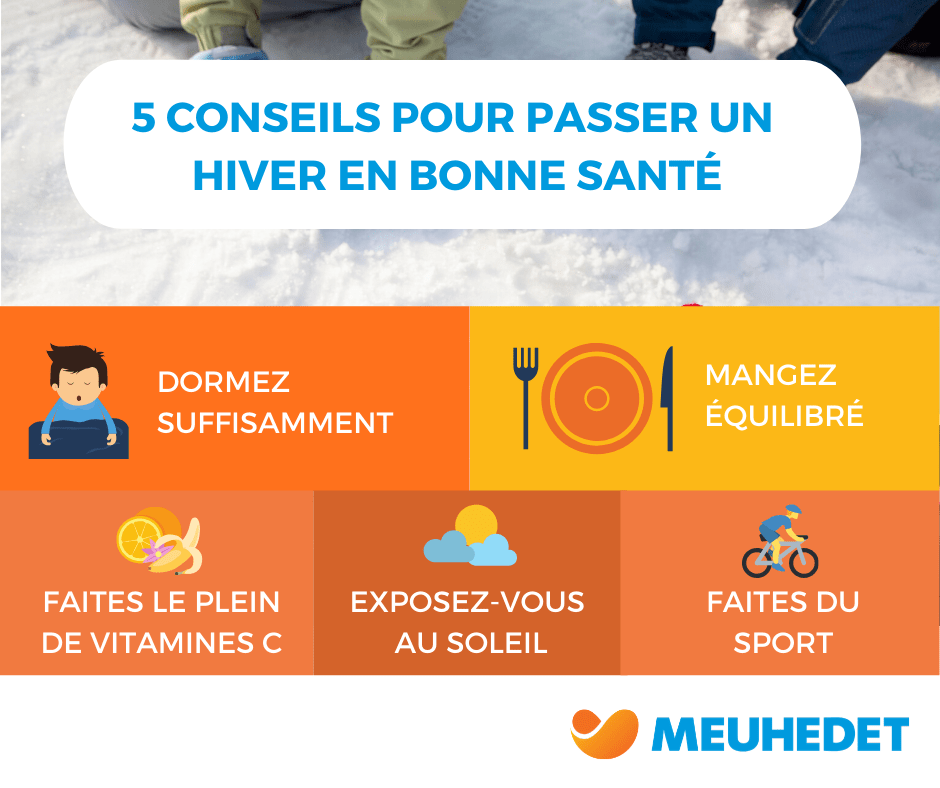 5 CONSEILS POUR PASSER UN
HIVER EN BONNE SANTÉ
DORMEZ
SUFFISAMMENT
MANGEZ
ÉQUILIBRÉ
FAITES LE PLEIN
DE VITAMINES C
EXPOSEZ-VOUS
AU SOLEIL
FAITES DU
SPORT
MEUHEDET